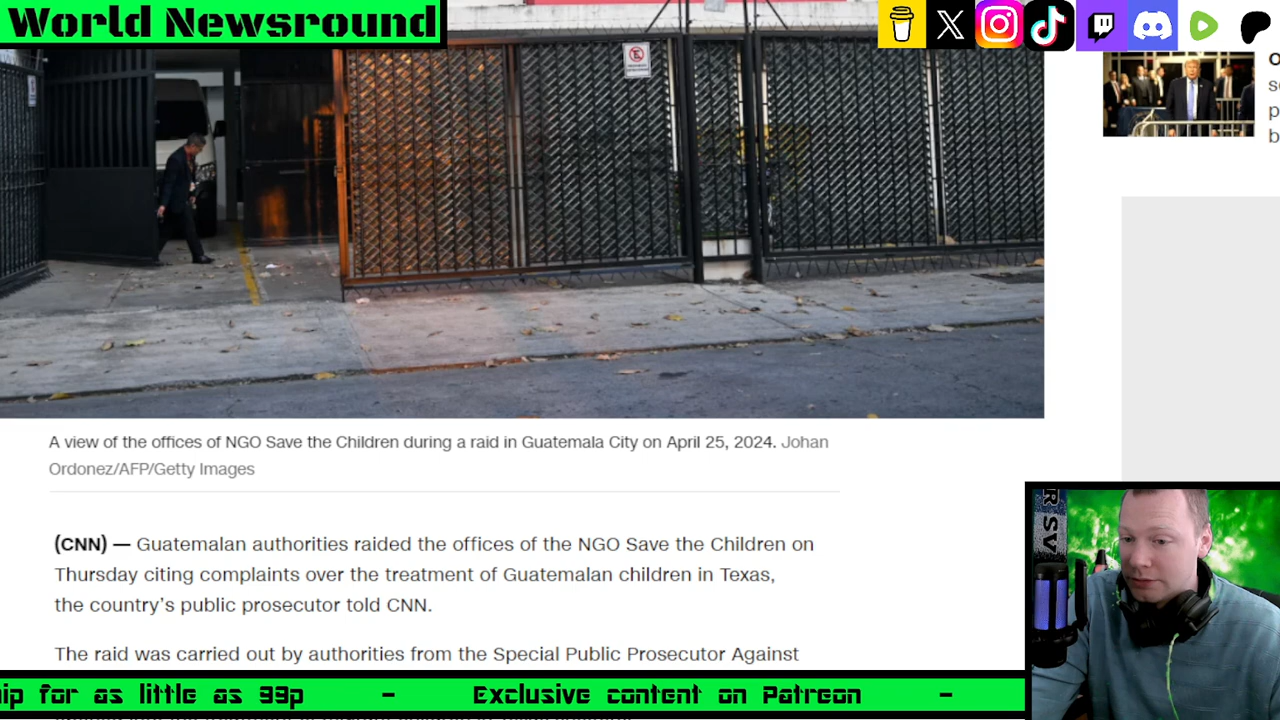 World Newsround
A view of the offices of NGO Save the Children during a raid in Guatemala City on April 25, 2024. Johan
Ordonez/AFP/Getty Images
(CNN) — Guatemalan authorities raided the offices of the NGO Save the Children on
Thursday citing complaints over the treatment of Guatemalan children in Texas,
the country's public prosecutor told CNN.
The raid was carried out by authorities from the Special Public Prosecutor Against
for as little as 99p - Exclusive content on Patreon -